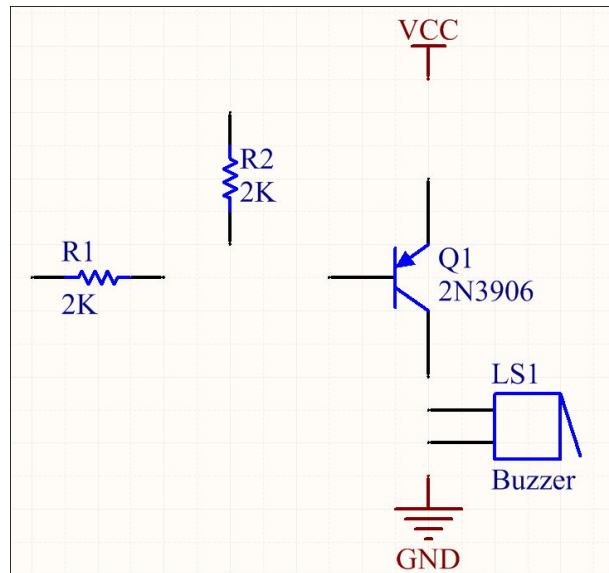 VCC
R2
2K
R1
2K
Q1
2N3906
LS1
Buzzer
GND